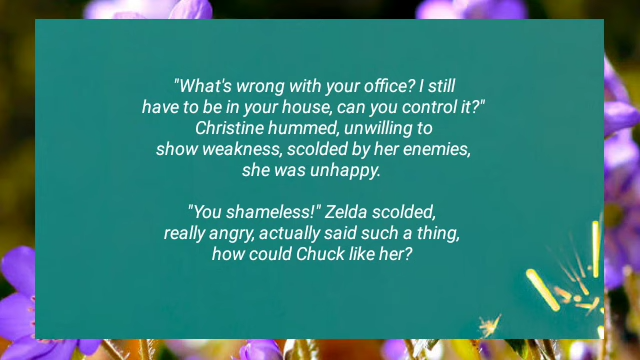 "What's wrong with your office? I still
have to be in your house, can you control it?"
Christine hummed, unwilling to
show weakness, scolded by her enemies,
she was unhappy.
"You shameless!" Zelda scolded,
really angry, actually said such a thing,
how could Chuck like her?